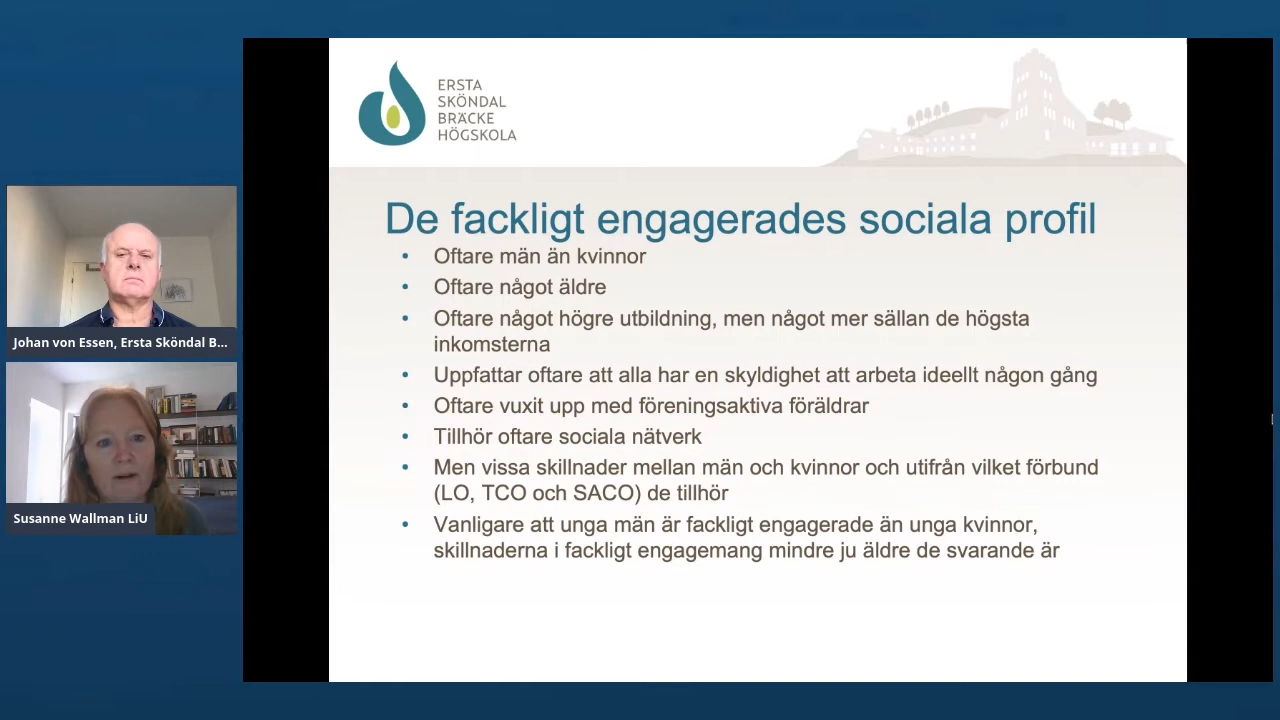 ERSTA
SKÖNDAL
BRÄCKE
HÖGSKOLA
De fackligt engagerades sociala profil
• Oftare män än kvinnor
• Oftare något äldre
• Oftare något högre utbildning, men något mer sällan de högsta
inkomsterna
• Uppfattar oftare att alla har en skyldighet att arbeta ideellt någon gång
• Oftare vuxit upp med föreningsaktiva föräldrar
• Tillhör oftare sociala nätverk
• Men vissa skillnader mellan män och kvinnor och utifrån vilket förbund
(LO, TCO och SACO) de tillhör
• Vanligare att unga män är fackligt engagerade än unga kvinnor,
skillnaderna i fackligt engagemang mindre ju äldre de svarande är
Johan von Essen, Ersta Sköndal B...
Susanne Wallman LiU